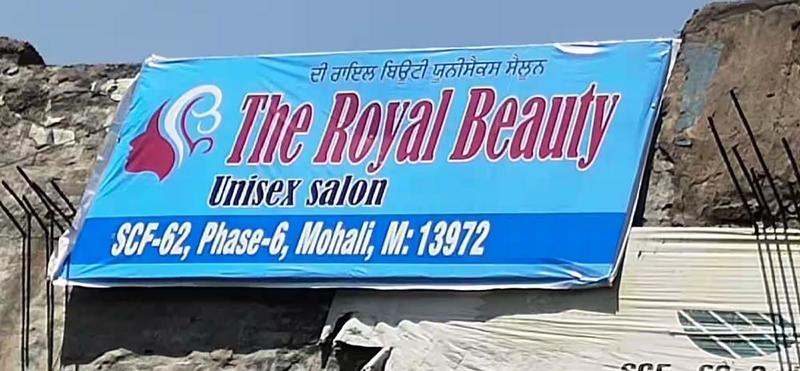 ਦੀ ਰਾਇਲ ਬਿਊਟੀ ਯੂਨੀਸੈਕਸ ਸੈਲੂਨ
The Royal Beauty
Unisex salon
SCF-62, Phase-6, Mohali, M: 13972